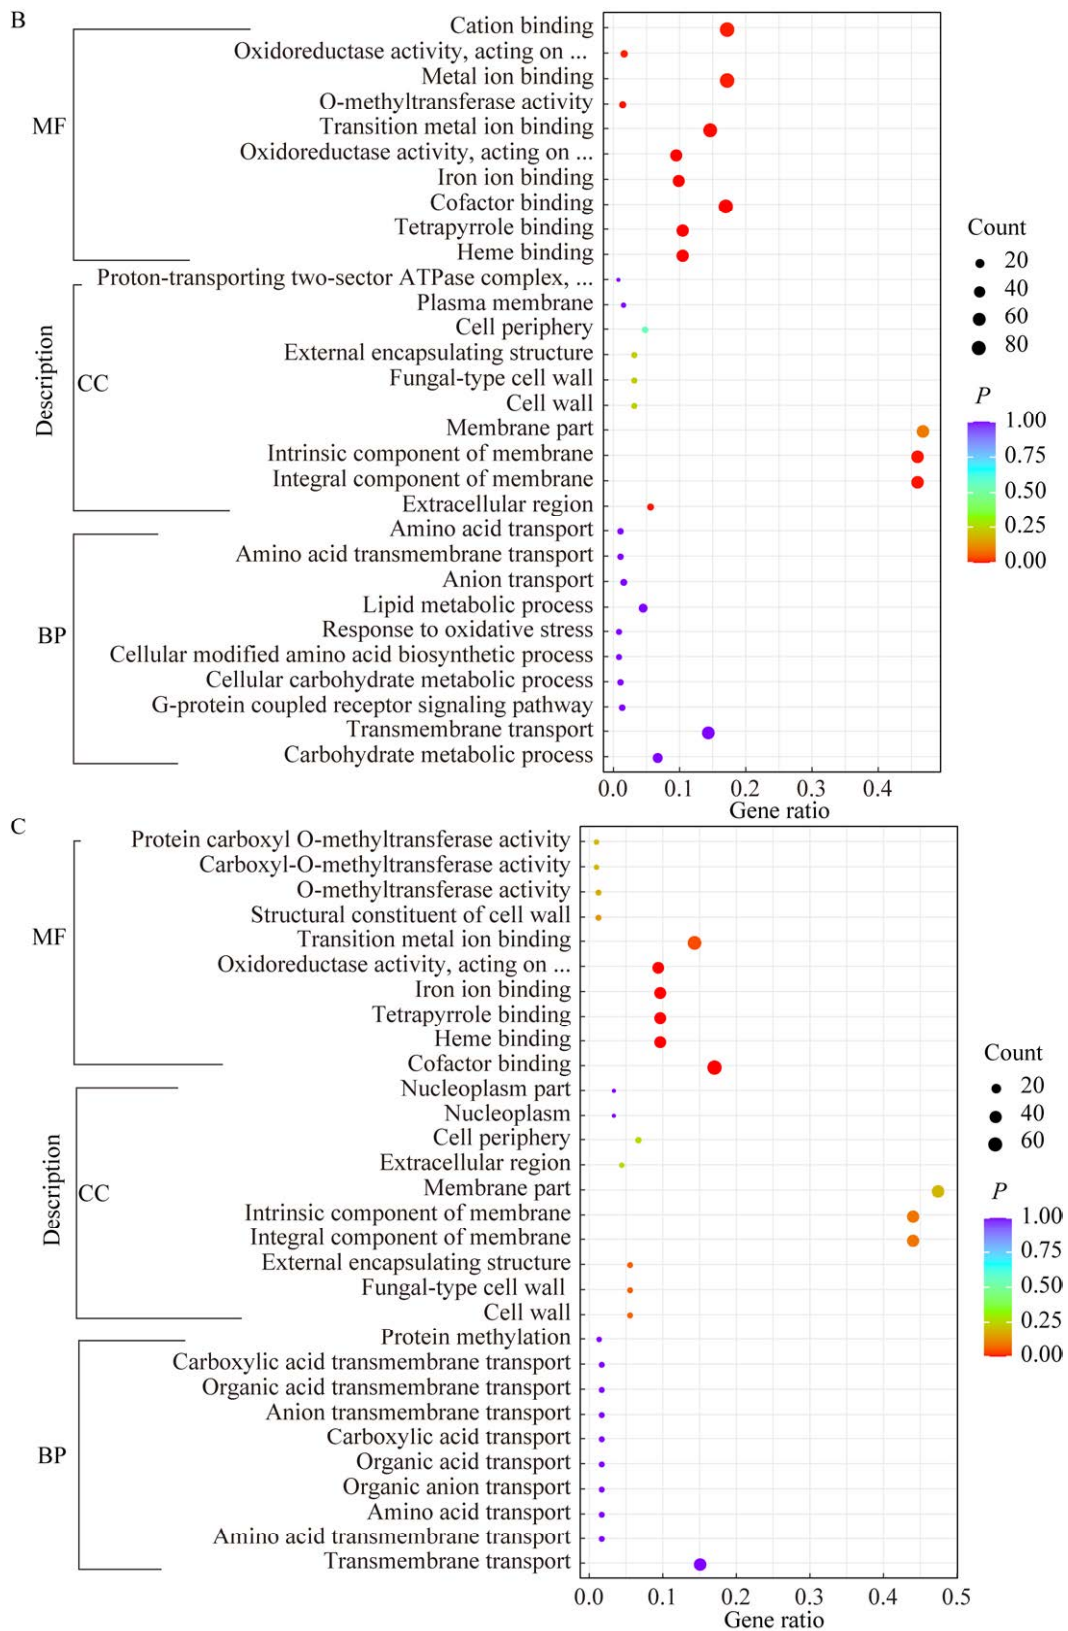 B
Cation binding
Oxidoreductase activity, acting on ...
Metal ion binding
O-methyltransferase activity
MF
Transition metal ion binding
Oxidoreductase activity, acting on ...
Iron ion binding
Cofactor binding
Tetrapyrrole binding
Heme binding
Proton-transporting two-sector ATPase complex, ...
Plasma membrane
Cell periphery
External encapsulating structure
Fungal-type cell wall
Cell wall
Description
CC
Membrane part
Intrinsic component of membrane
Integral component of membrane
Extracellular region
Amino acid transport
Amino acid transmembrane transport
Anion transport
Lipid metabolic process
BP
Response to oxidative stress
Cellular modified amino acid biosynthetic process
Cellular carbohydrate metabolic process
G-protein coupled receptor signaling pathway
Transmembrane transport
Carbohydrate metabolic process
0.0 0.1 0.2 0.3 0.4
Gene ratio
Count
20
40
60
80
P
1.00
0.75
0.50
0.25
0.00
C
Protein carboxyl O-methyltransferase activity
Carboxyl-O-methyltransferase activity
O-methyltransferase activity
Structural constituent of cell wall
MF
Transition metal ion binding
Oxidoreductase activity, acting on ...
Iron ion binding
Tetrapyrrole binding
Heme binding
Cofactor binding
Nucleoplasm part
Nucleoplasm
Cell periphery
Extracellular region
Description
CC
Membrane part
Intrinsic component of membrane
Integral component of membrane
External encapsulating structure
Fungal-type cell wall
Cell wall
Protein methylation
Carboxylic acid transmembrane transport
Organic acid transmembrane transport
Anion transmembrane transport
Carboxylic acid transport
BP
Organic acid transport
Organic anion transport
Amino acid transport
Amino acid transmembrane transport
Transmembrane transport
0.0 0.1 0.2 0.3 0.4 0.5
Gene ratio
Count
20
40
60
P
1.00
0.75
0.50
0.25
0.00